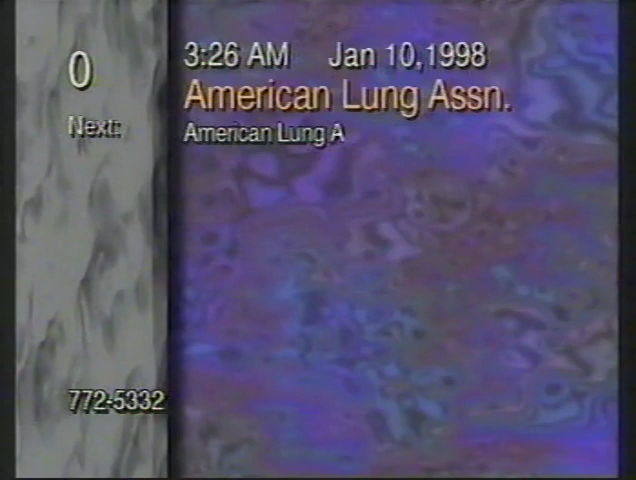 0
3:26 AM Jan 10,1998
American Lung Assn.
Next:
American Lung A
772-5332